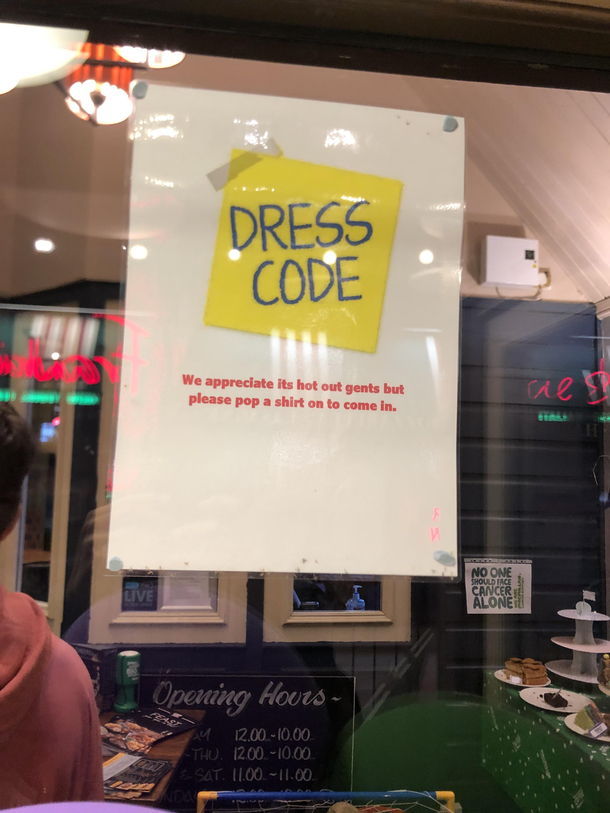 DRESS
CODE
We appreciate its hot out gents but
please pop a shirt on to come in.
NO ONE
SHOULD FACE
CANCER
ALONE
LIVE
Opening Hours ~
12.00 - 10.00
THU. 12.00 - 10.00
SAT. 11.00 - 11.00
FEAST